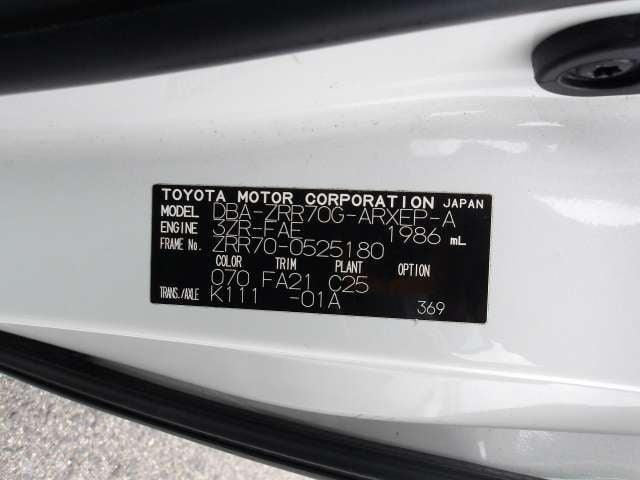 TOYOTA MOTOR CORPORATION JAPAN
MODEL DBA-ZRR70G-ARXEP-A
ENGINE 3ZR-FAE 1986 mL
FRAME No. ZRR70-0525180
COLOR TRIM PLANT OPTION
070 FA21 C25
TRANS./AXLE K111 -01A
369